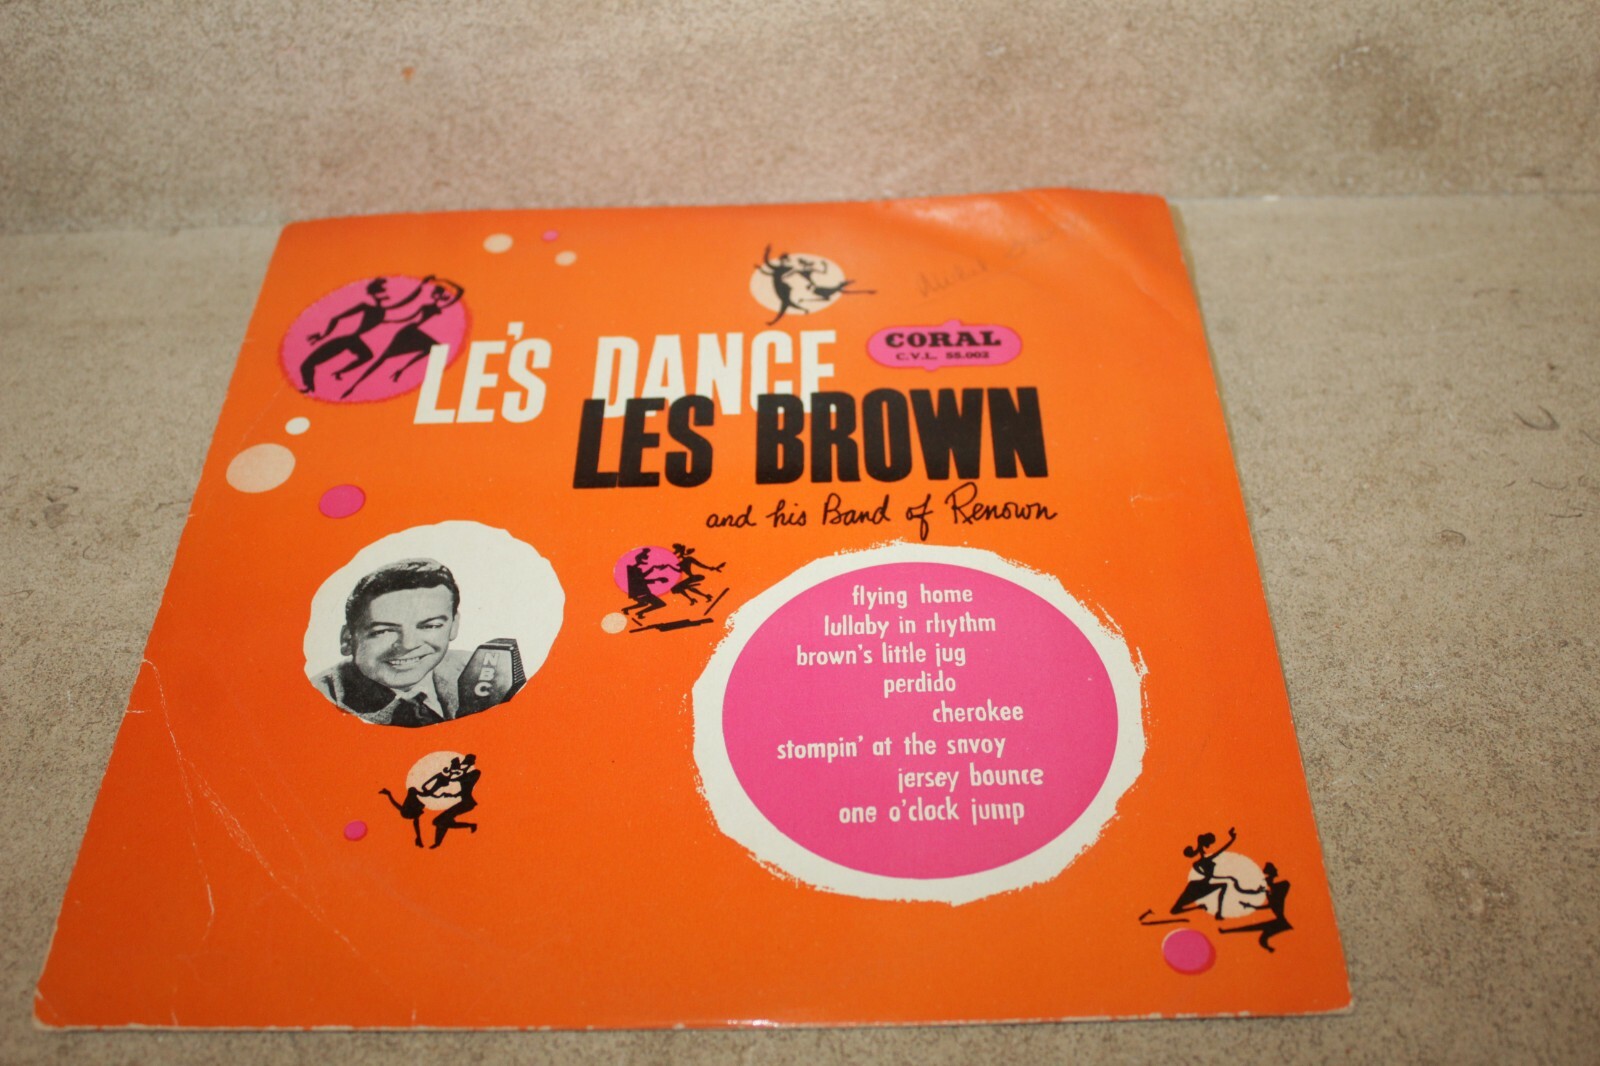 LE'S DANCE
CORAL
C.V.L. 55.002
LES BROWN
and his Band of Renown
NBC
flying home
lullaby in rhythm
brown's little jug
perdido
cherokee
stompin' at the savoy
jersey bounce
one o'clock jump